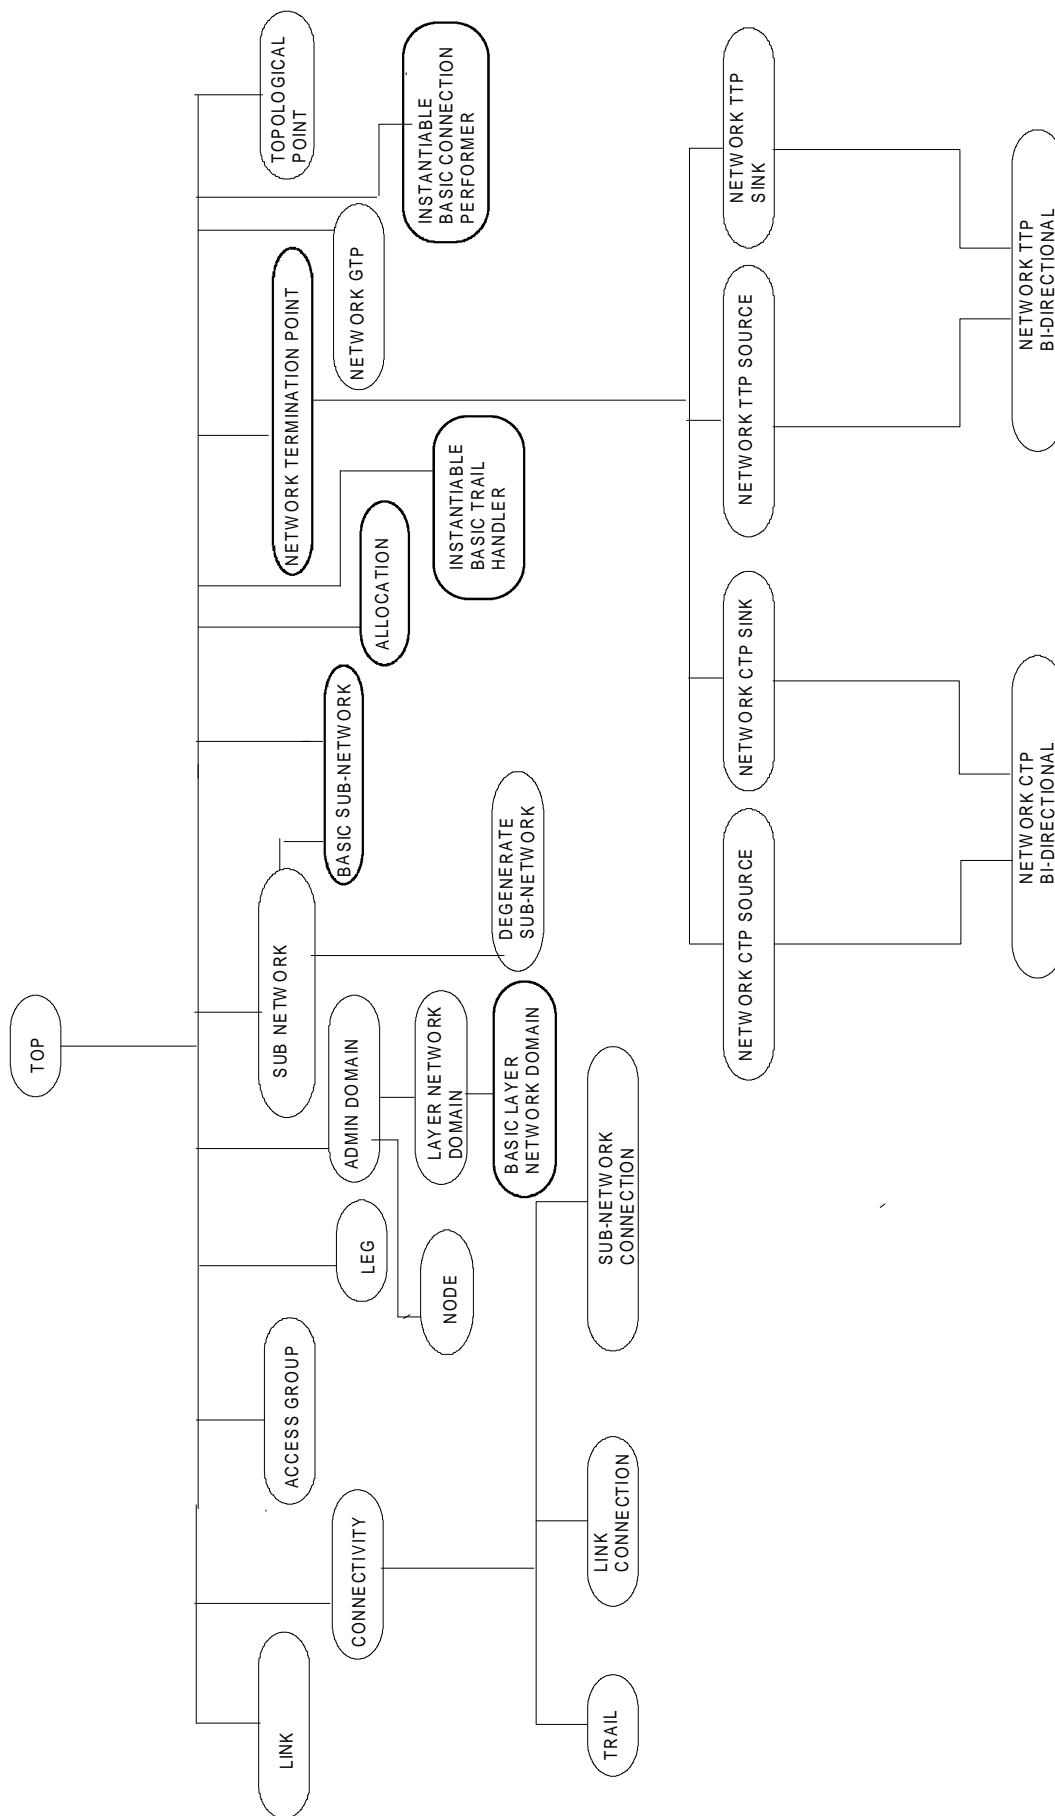 TOP
LINK
CONNECTIVITY
ACCESS GROUP
LEG
ADMIN DOMAIN
SUB NETWORK
BASIC SUB-NETWORK
ALLOCATION
INSTANTIABLE
BASIC TRAIL
HANDLER
NETWORK TERMINATION POINT
NETWORK GTP
INSTANTIABLE
BASIC CONNECTION
PERFORMER
TOPOLOGICAL
POINT
NODE
LAYER NETWORK
DOMAIN
BASIC LAYER
NETWORK DOMAIN
DEGENERATE
SUB-NETWORK
TRAIL
LINK
CONNECTION
SUB-NETWORK
CONNECTION
NETWORK CTP SOURCE
NETWORK CTP SINK
NETWORK TTP SOURCE
NETWORK TTP
SINK
NETWORK CTP
BI-DIRECTIONAL
NETWORK TTP
BI-DIRECTIONAL